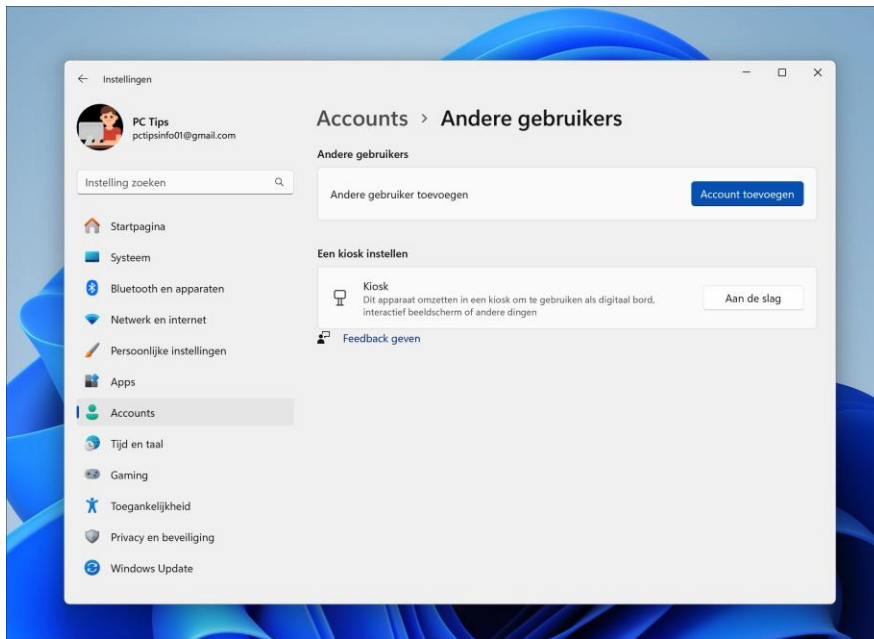 Instellingen
PC Tips
pctipsinfo01@gmail.com
Instelling zoeken
Startpagina
Systeem
Bluetooth en apparaten
Netwerk en internet
Persoonlijke instellingen
Apps
Accounts
Tijd en taal
Gaming
Toegankelijkheid
Privacy en beveiliging
Windows Update
Accounts > Andere gebruikers
Andere gebruikers
Andere gebruiker toevoegen
Account toevoegen
Een kiosk instellen
Kiosk
Dit apparaat omzetten in een kiosk om te gebruiken als digitaal bord,
interactief beeldscherm of andere dingen
Aan de slag
Feedback geven